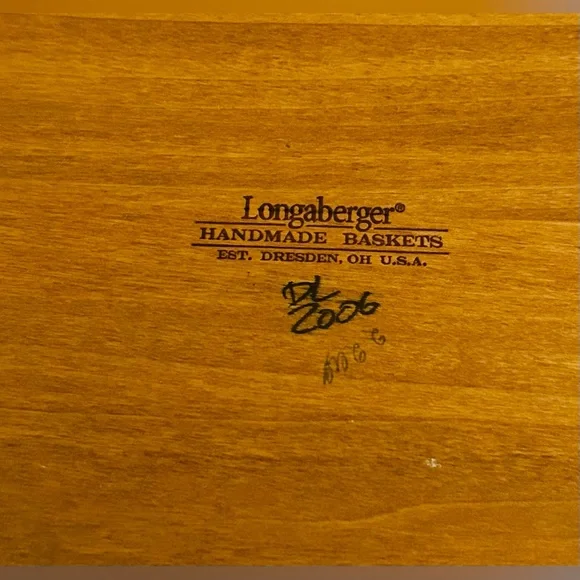 Longaberger®
HANDMADE BASKETS
EST. DRESDEN, OH U.S.A.
DL
2006